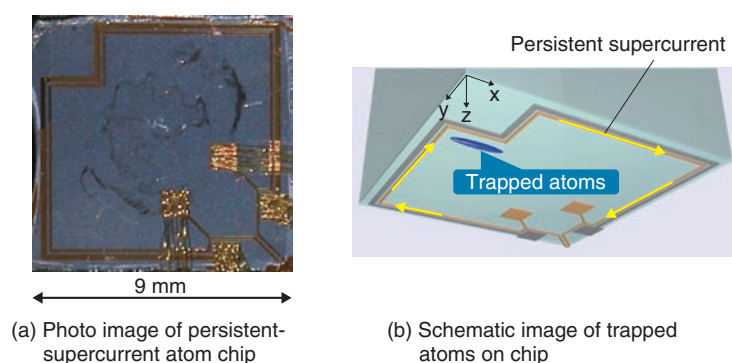 Persistent supercurrent
x
y
z
Trapped atoms
9 mm
(a) Photo image of persistent-
supercurrent atom chip
(b) Schematic image of trapped
atoms on chip